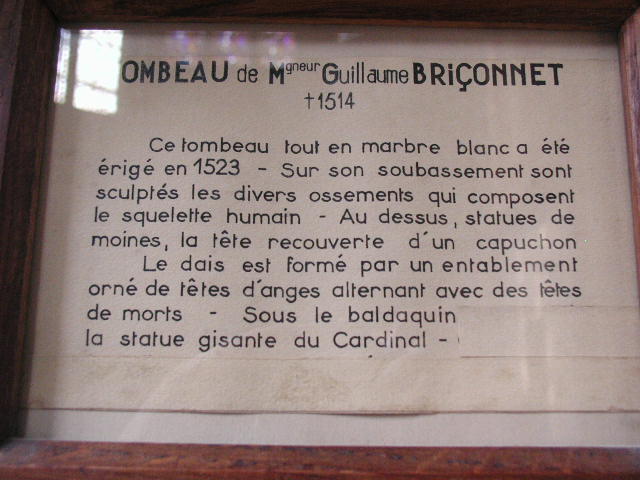 TOMBEAU de Mgneur Guillaume BRiÇONNET
†1514
Ce tombeau tout en marbre blanc a été
érigé en 1523 - Sur son soubassement sont
sculptés les divers ossements qui composent
le squelette humain - Au dessus, statues de
moines, la tête recouverte d'un capuchon
Le dais est formé par un entablement
orné de têtes d'anges alternant avec des têtes
de morts - Sous le baldaquin
la statue gisante du Cardinal -